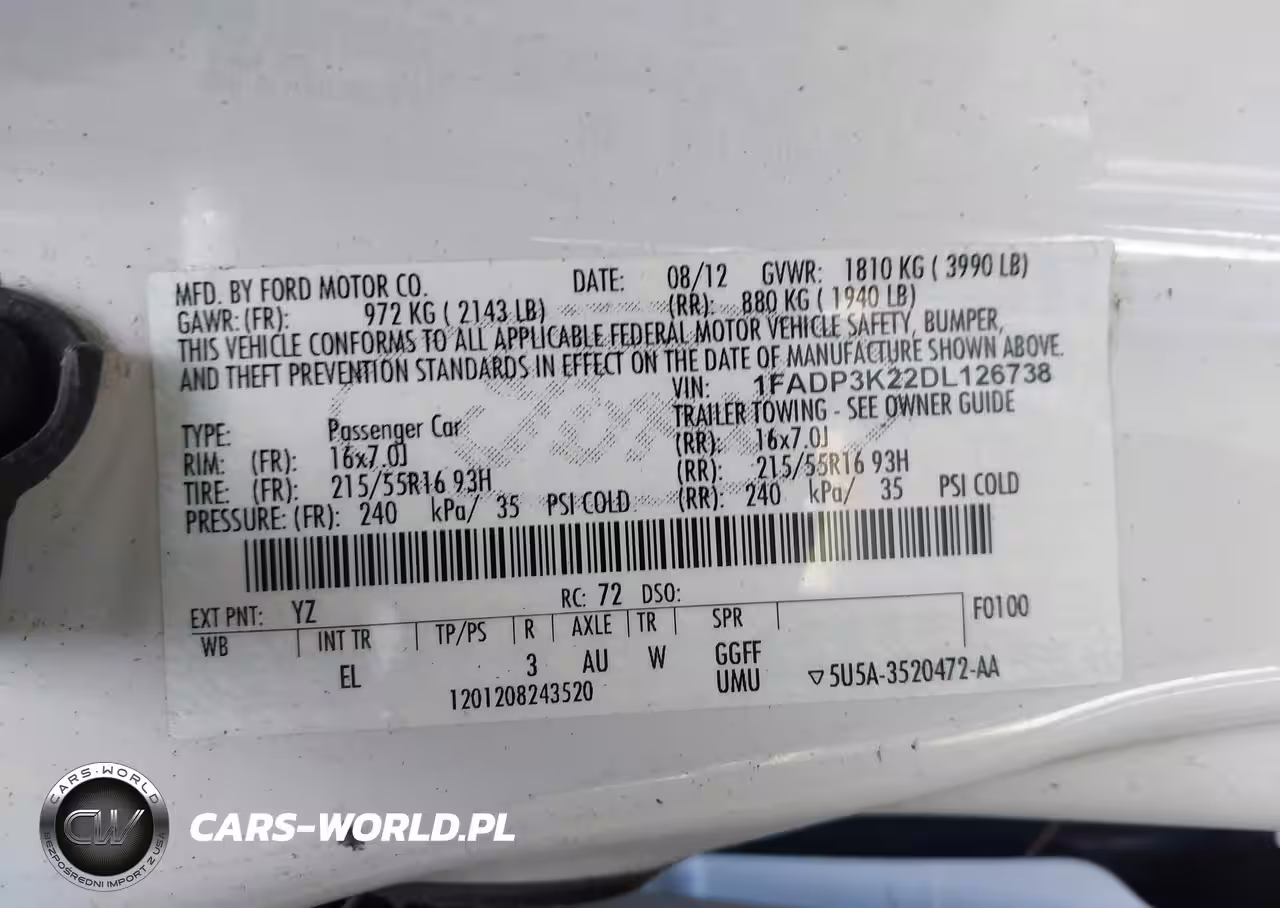 MFD. BY FORD MOTOR CO. DATE: 08/12 GVWR: 1810 KG ( 3990 LB)
GAWR: (FR): 972 KG ( 2143 LB) (RR): 880 KG ( 1940 LB)
THIS VEHICLE CONFORMS TO ALL APPLICABLE FEDERAL MOTOR VEHICLE SAFETY, BUMPER,
AND THEFT PREVENTION STANDARDS IN EFFECT ON THE DATE OF MANUFACTURE SHOWN ABOVE.
VIN: 1FADP3K22DL126738
TRAILER TOWING - SEE OWNER GUIDE
TYPE: Passenger Car
RIM: (FR): 16x7.0J (RR): 16x7.0J
TIRE: (FR): 215/55R16 93H (RR): 215/55R16 93H
PRESSURE: (FR): 240 kPa/ 35 PSI COLD (RR): 240 kPa/ 35 PSI COLD
EXT PNT: YZ RC: 72 DSO:
WB INT TR TP/PS R AXLE TR SPR F0100
EL 3 AU W GGFF
UMU ▽5U5A-3520472-AA
1201208243520
CARS-WORLD
CW
BEZPOŚREDNI IMPORT Z USA
CARS-WORLD.PL